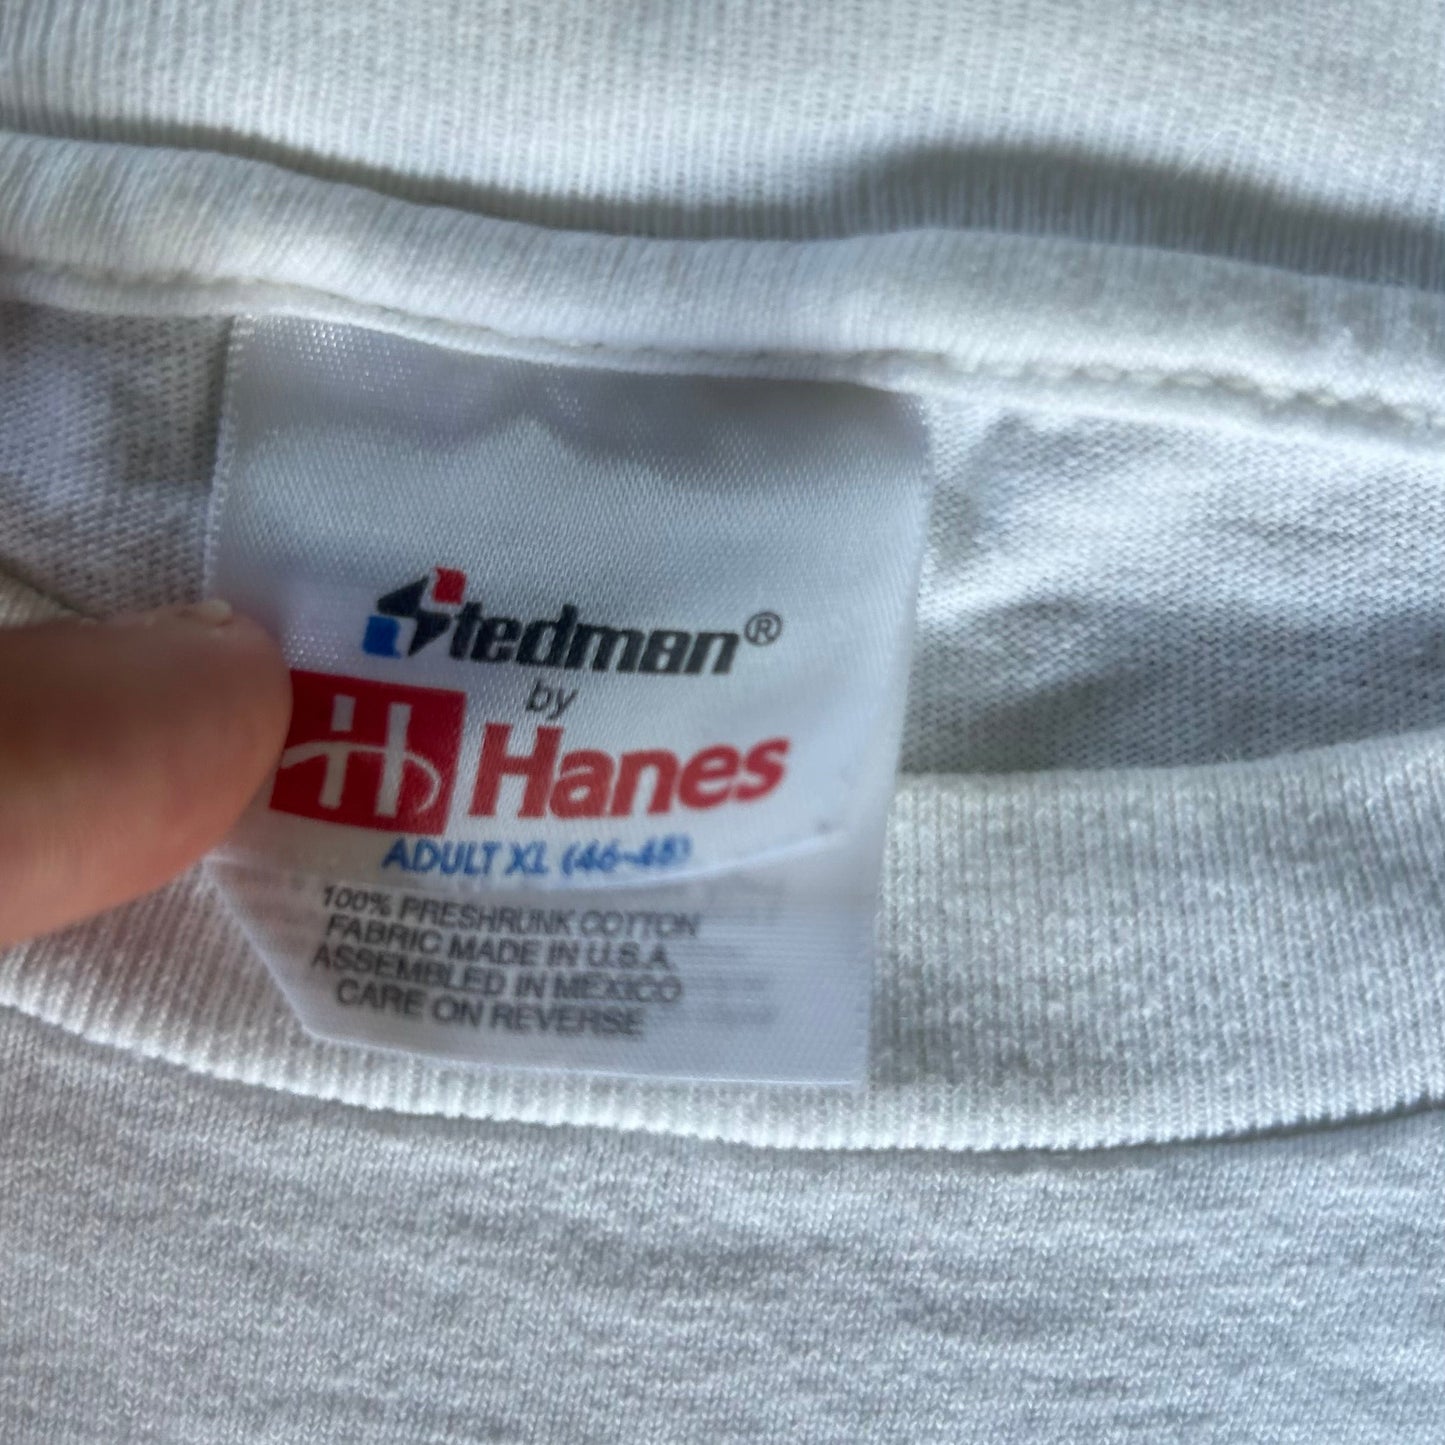 Stedman®
by
H Hanes
ADULT XL (46-48)
100% PRESHRUNK COTTON
FABRIC MADE IN U.S.A.
ASSEMBLED IN MEXICO
CARE ON REVERSE